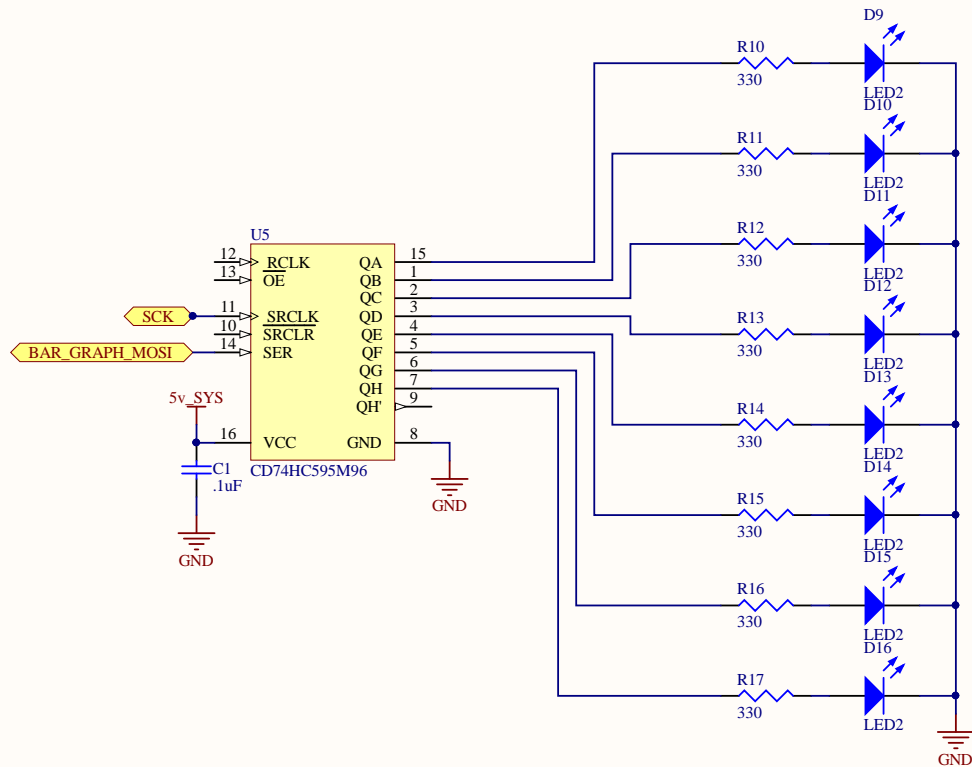 D9
R10
330
LED2
D10
R11
330
LED2
D11
R12
330
LED2
D12
R13
330
LED2
D13
R14
330
LED2
D14
R15
330
LED2
D15
R16
330
LED2
D16
R17
330
LED2
GND
U5
12 RCLK QA 15
13 OE QB 1
QC 2
SCK 11 SRCLK QD 3
10 SRCLR QE 4
BAR_GRAPH_MOSI 14 SER QF 5
QG 6
QH 7
QH' 9
5v_SYS
16 VCC GND 8
CD74HC595M96
C1
.1uF
GND
GND